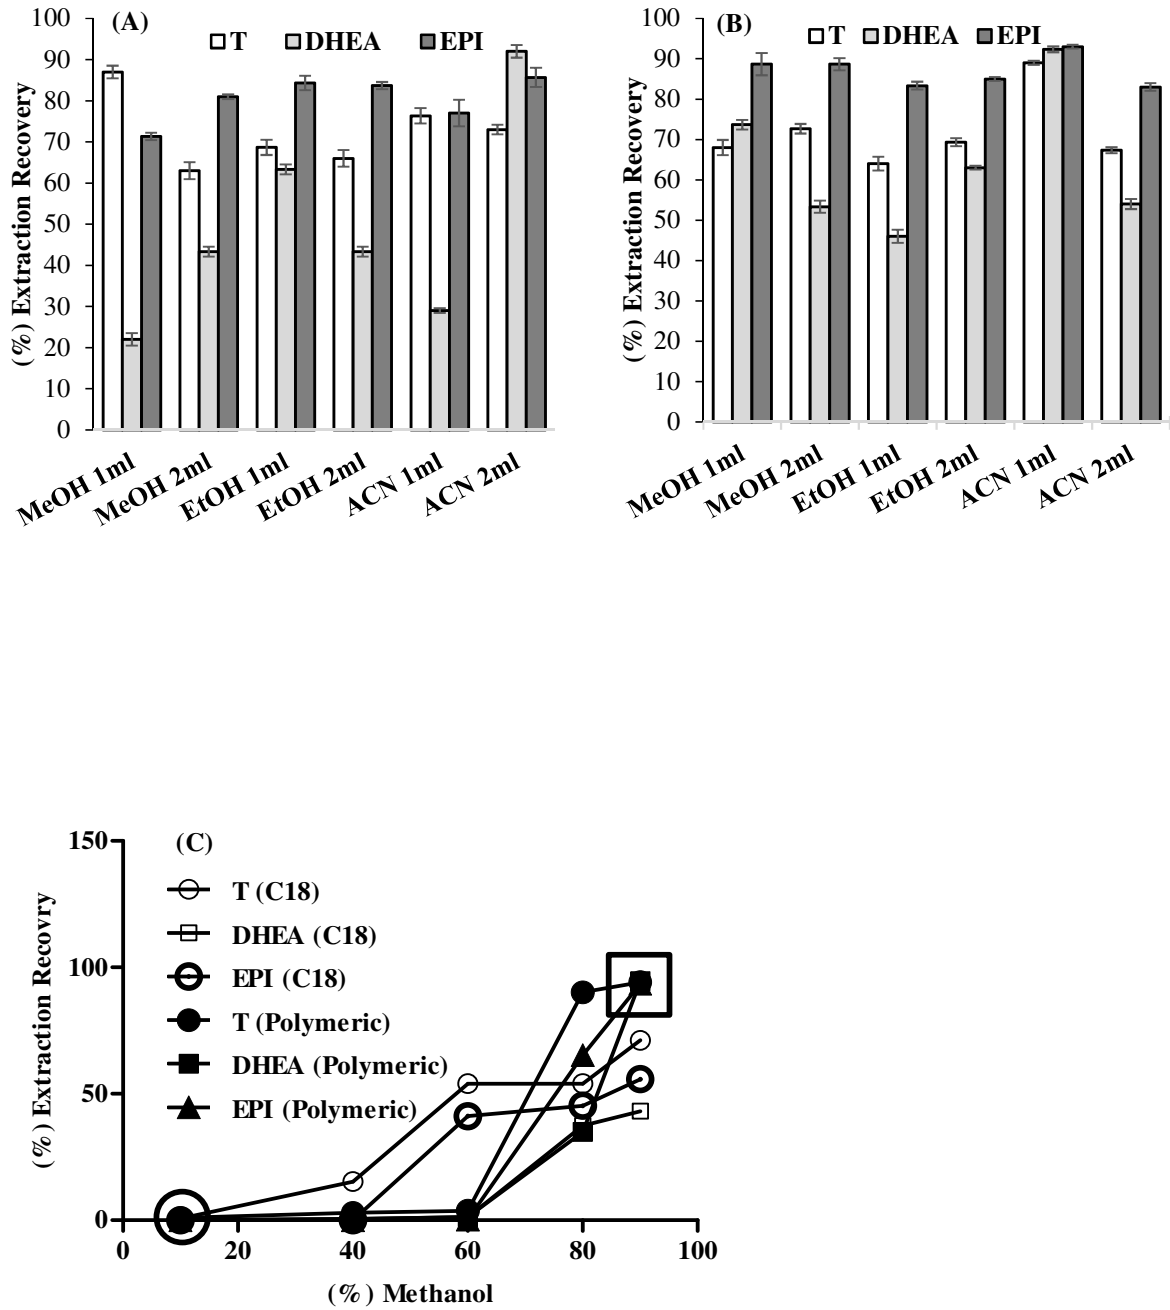 (A)
T DHEA EPI
(%) Extraction Recovery
100
90
80
70
60
50
40
30
20
10
0
MeOH 1ml MeOH 2ml EtOH 1ml EtOH 2ml ACN 1ml ACN 2ml
(B)
T DHEA EPI
(%) Extraction Recovery
100
90
80
70
60
50
40
30
20
10
0
MeOH 1ml MeOH 2ml EtOH 1ml EtOH 2ml ACN 1ml ACN 2ml
(C)
(%) Extraction Recovry
150
100
50
0
T (C18)
DHEA (C18)
EPI (C18)
T (Polymeric)
DHEA (Polymeric)
EPI (Polymeric)
0 20 40 60 80 100
(%) Methanol